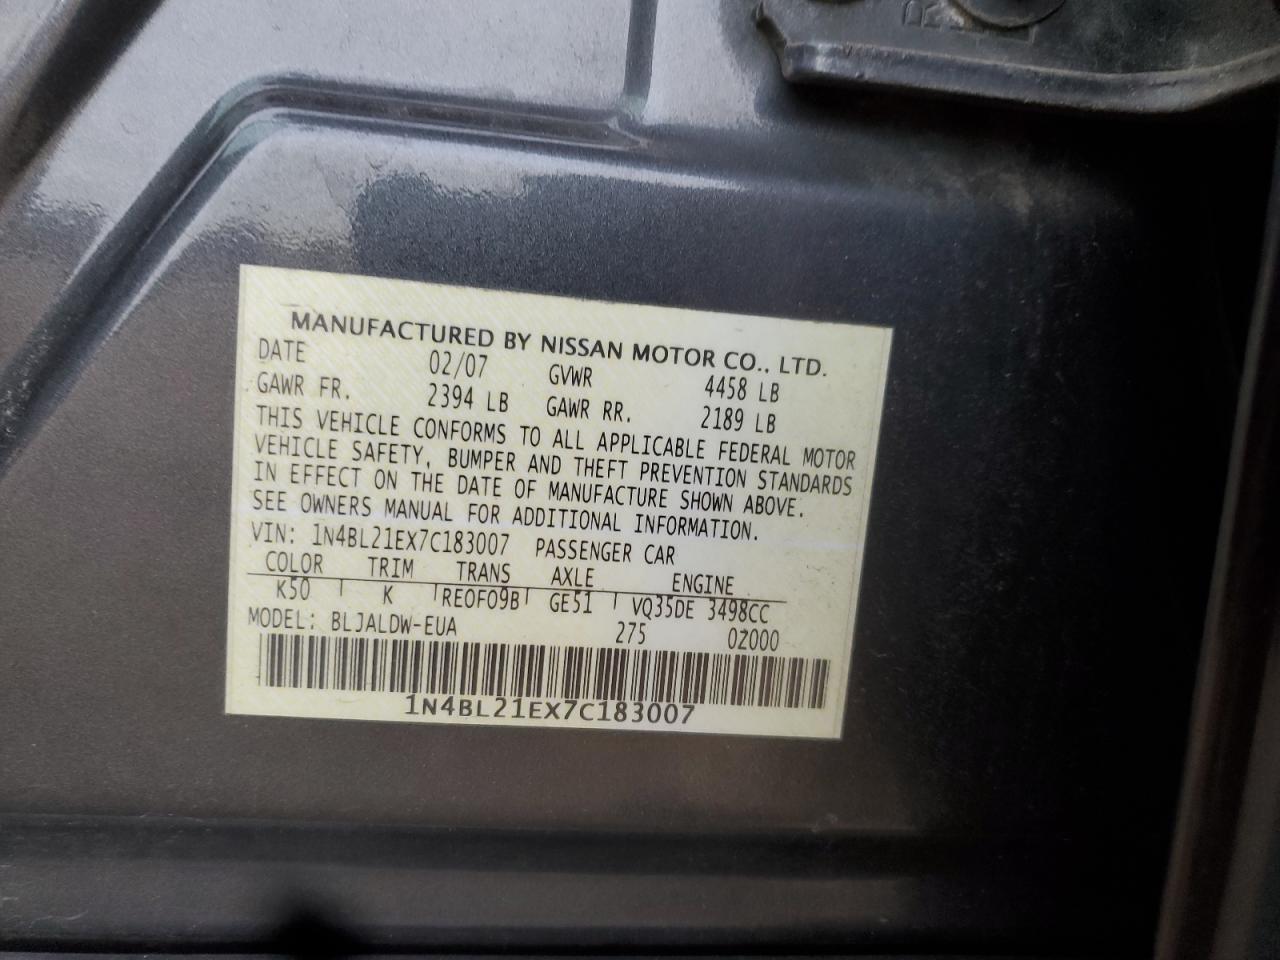 MANUFACTURED BY NISSAN MOTOR CO., LTD.
DATE 02/07 GVWR 4458 LB
GAWR FR. 2394 LB GAWR RR. 2189 LB
THIS VEHICLE CONFORMS TO ALL APPLICABLE FEDERAL MOTOR
VEHICLE SAFETY, BUMPER AND THEFT PREVENTION STANDARDS
IN EFFECT ON THE DATE OF MANUFACTURE SHOWN ABOVE.
SEE OWNERS MANUAL FOR ADDITIONAL INFORMATION.
VIN: 1N4BL21EX7C183007 PASSENGER CAR
COLOR TRIM TRANS AXLE ENGINE
K50 K RE0F09B GE51 VQ35DE 3498CC
MODEL: BLJALDW-EUA 275 0Z000
1N4BL21EX7C183007